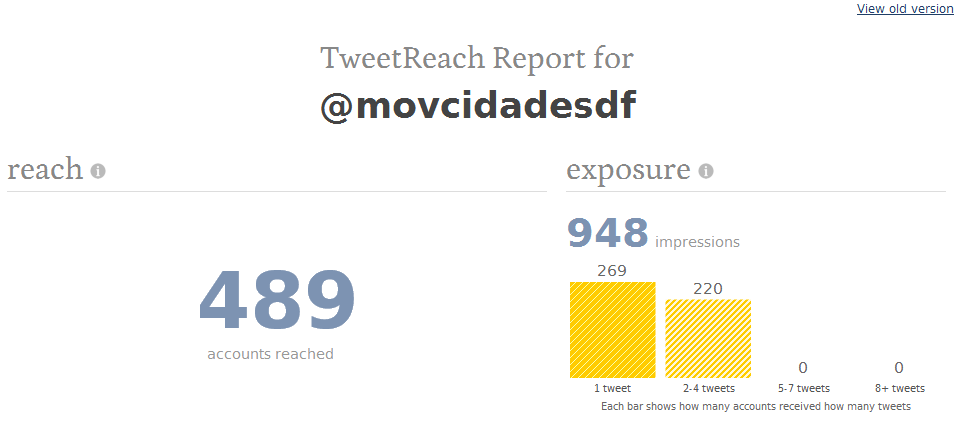 View old version
TweetReach Report for
@movcidadesdf
reach i
489
accounts reached
exposure i
948 impressions
269
220
0
0
1 tweet
2-4 tweets
5-7 tweets
8+ tweets
Each bar shows how many accounts received how many tweets